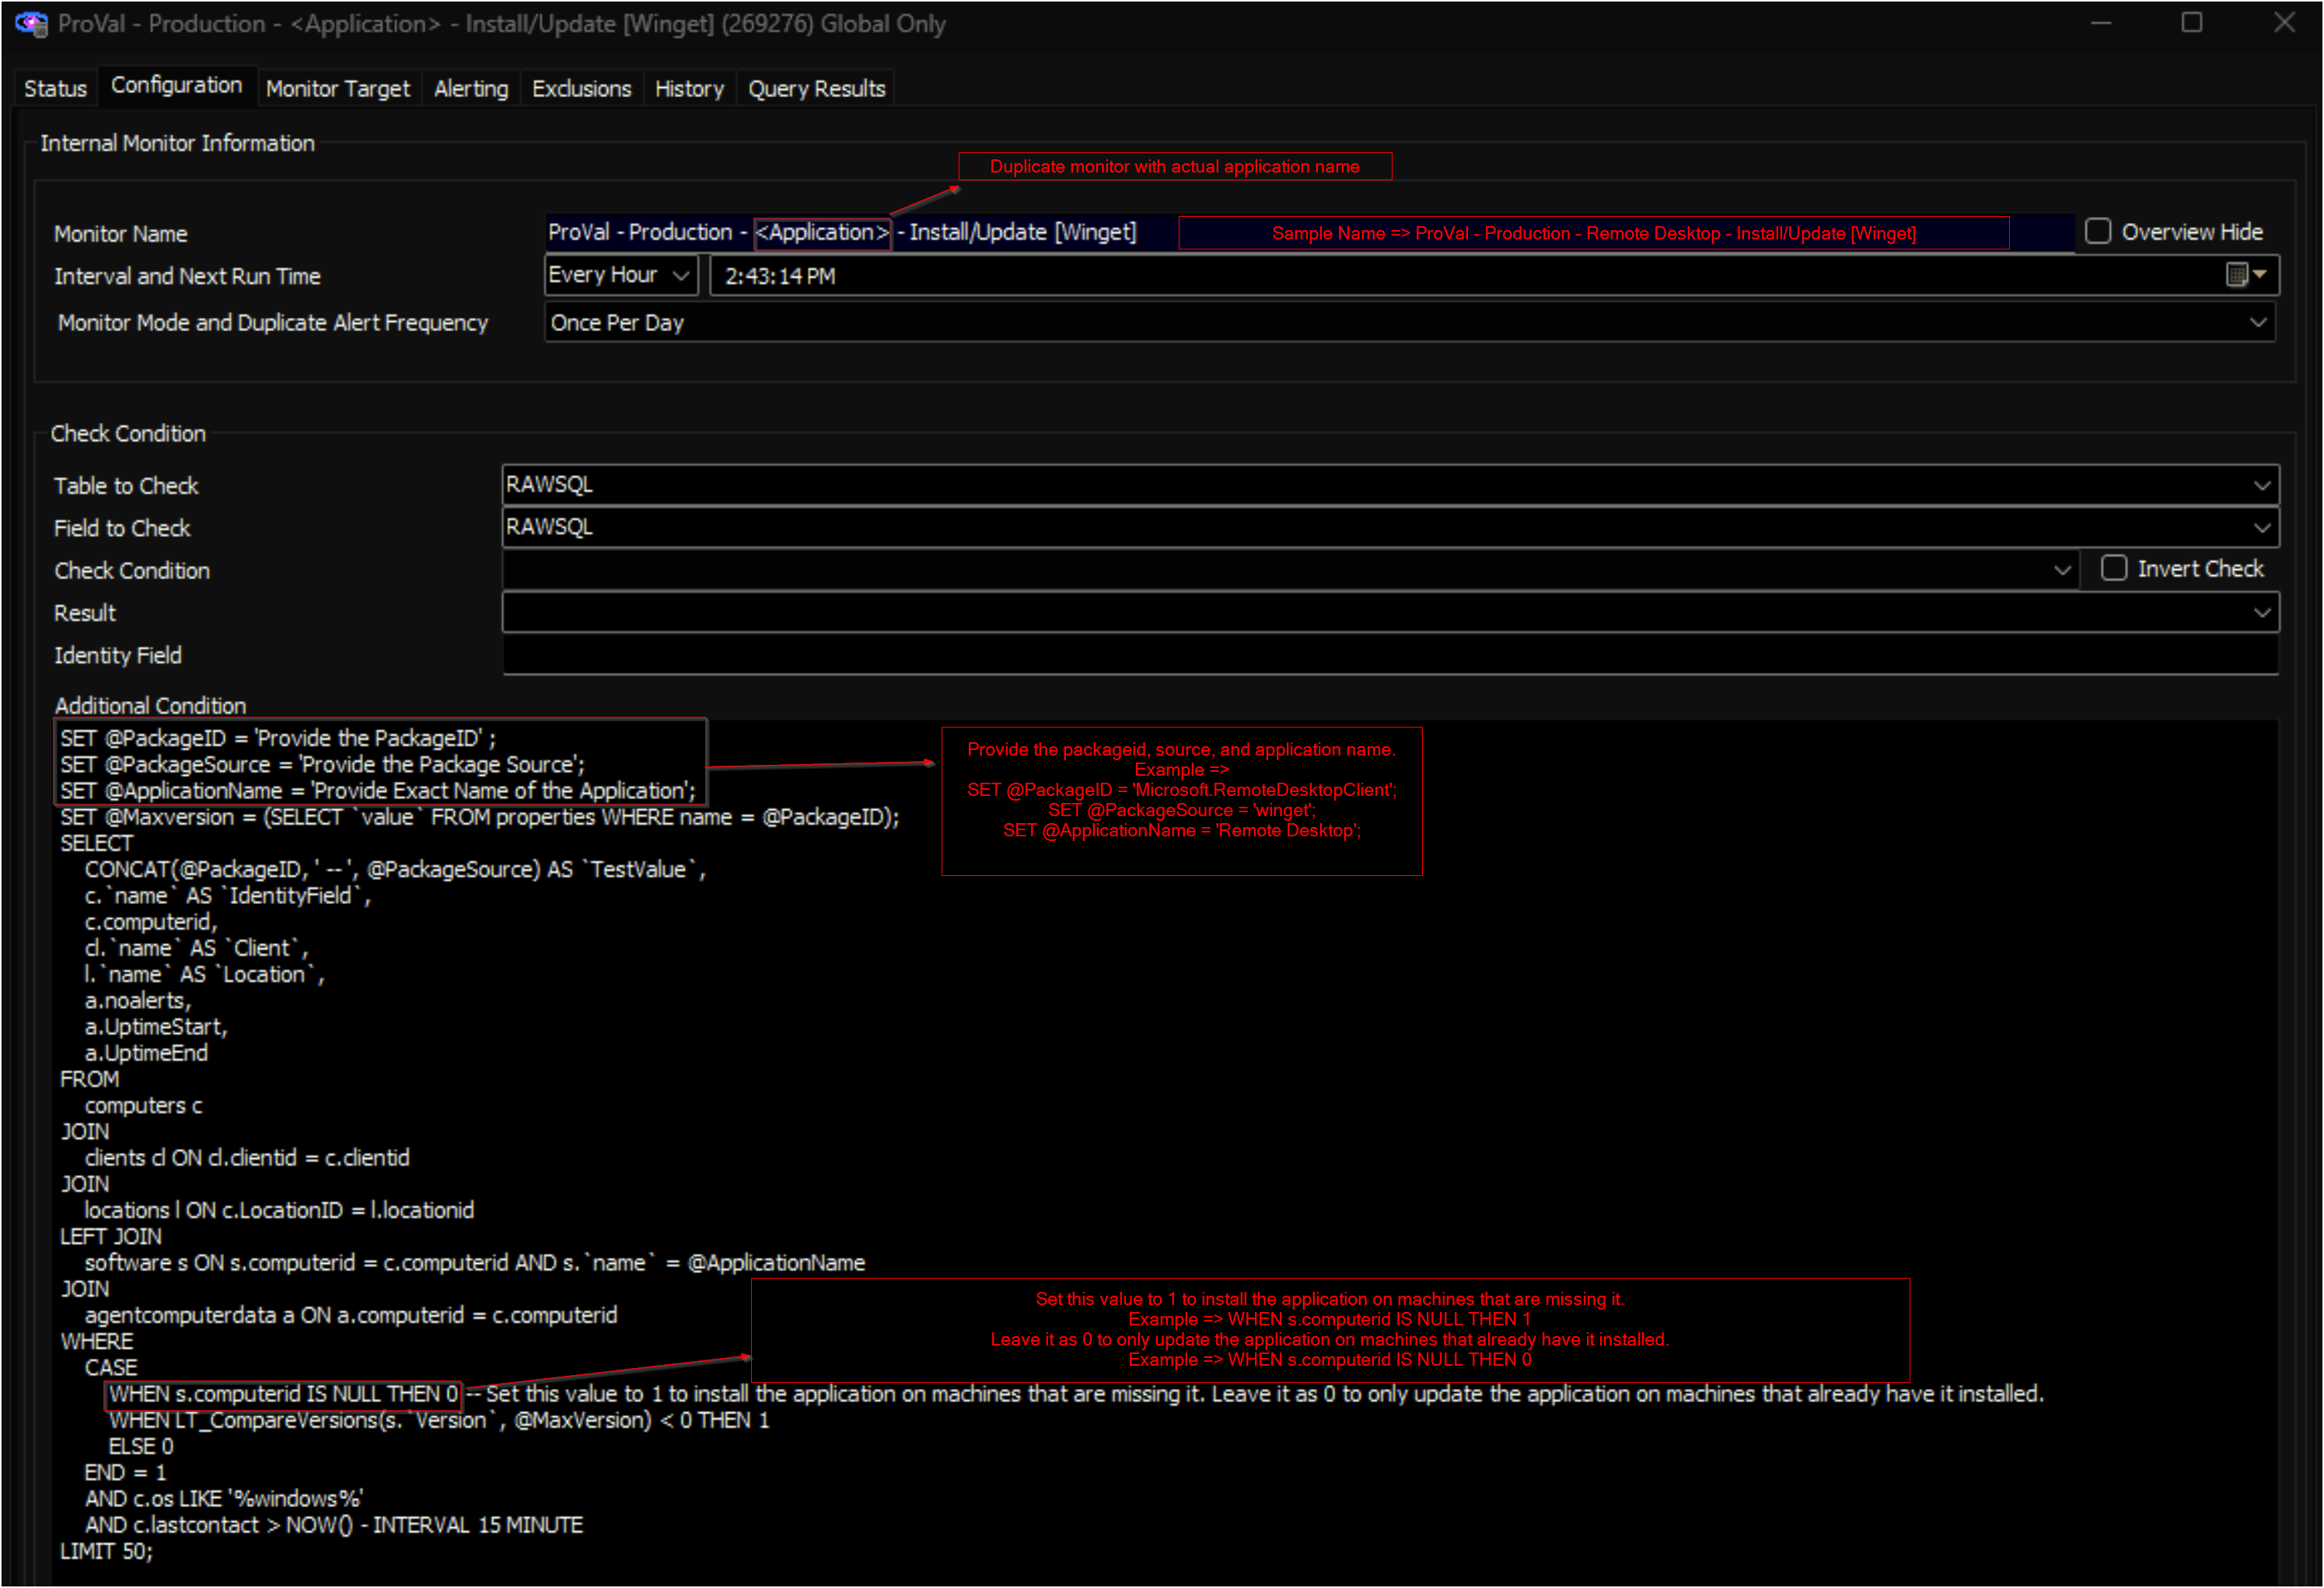 ProVal - Production - <Application> - Install/Update [Winget] (269276) Global Only
Status Configuration Monitor Target Alerting Exclusions History Query Results
Internal Monitor Information
Duplicate monitor with actual application name
Monitor Name ProVal - Production - <Application> - Install/Update [Winget] Sample Name => ProVal - Production - Remote Desktop - Install/Update [Winget] Overview Hide
Interval and Next Run Time Every Hour 2:43:14 PM
Monitor Mode and Duplicate Alert Frequency Once Per Day
Check Condition
Table to Check RAWSQL
Field to Check RAWSQL
Check Condition Invert Check
Result
Identity Field
Additional Condition
SET @PackageID = 'Provide the PackageID' ;
SET @PackageSource = 'Provide the Package Source';
SET @ApplicationName = 'Provide Exact Name of the Application';
SET @Maxversion = (SELECT `value` FROM properties WHERE name = @PackageID);
Provide the packageid, source, and application name.
Example =>
SET @PackageID = 'Microsoft.RemoteDesktopClient';
SET @PackageSource = 'winget';
SET @ApplicationName = 'Remote Desktop';
SELECT
CONCAT(@PackageID, ' -- ', @PackageSource) AS `TestValue`,
c.`name` AS `IdentityField`,
c.computerid,
cl.`name` AS `Client`,
l.`name` AS `Location`,
a.noalerts,
a.UptimeStart,
a.UptimeEnd
FROM
computers c
JOIN
clients cl ON cl.clientid = c.clientid
JOIN
locations l ON c.LocationID = l.locationid
LEFT JOIN
software s ON s.computerid = c.computerid AND s.`name` = @ApplicationName
JOIN
agentcomputerdata a ON a.computerid = c.computerid
WHERE
CASE
Set this value to 1 to install the application on machines that are missing it.
Example => WHEN s.computerid IS NULL THEN 1
Leave it as 0 to only update the application on machines that already have it installed.
Example => WHEN s.computerid IS NULL THEN 0
WHEN s.computerid IS NULL THEN 0 -- Set this value to 1 to install the application on machines that are missing it. Leave it as 0 to only update the application on machines that already have it installed.
WHEN LT_CompareVersions(s.`Version`, @MaxVersion) < 0 THEN 1
ELSE 0
END = 1
AND c.os LIKE '%windows%'
AND c.lastcontact > NOW() - INTERVAL 15 MINUTE
LIMIT 50;